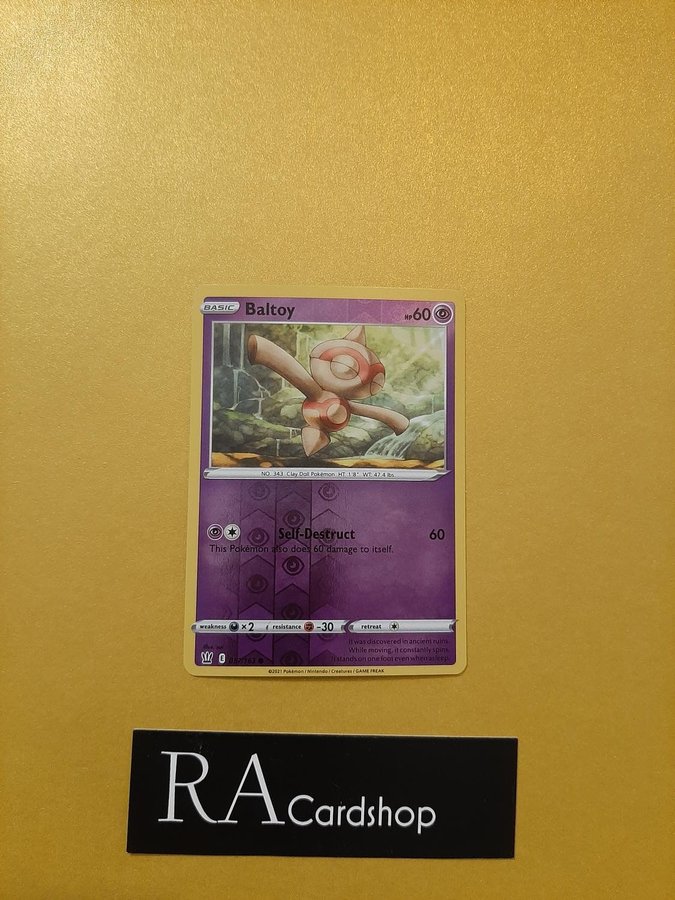 BASIC Baltoy HP 60
NO. 343 Clay Doll Pokémon HT: 1'8" WT: 47.4 lbs.
Self-Destruct 60
This Pokémon also does 60 damage to itself.
weakness ×2 resistance -30 retreat
It was discovered in ancient ruins.
While moving, it constantly spins.
It stands on one foot even when asleep.
E /163
©2021 Pokémon / Nintendo / Creatures / GAME FREAK
RA Cardshop